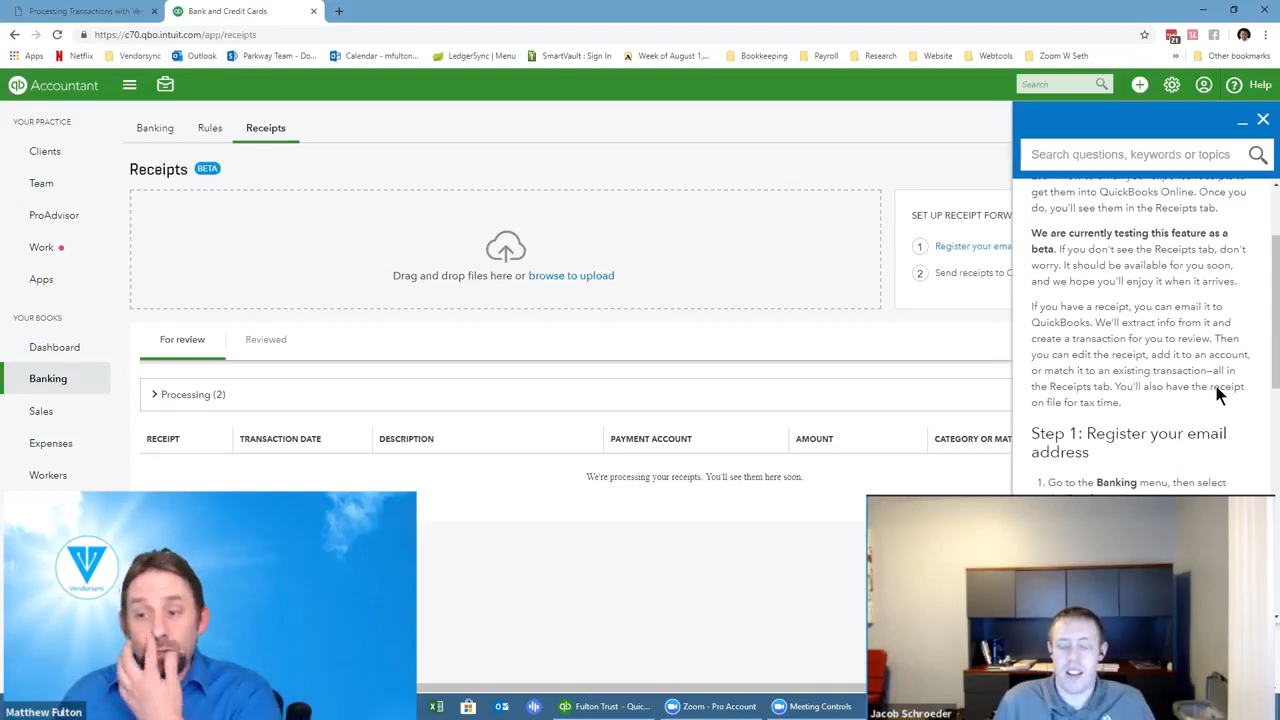 Processing Transactions with Ven
Bank and Credit Cards
https://c70.qbo.intuit.com/app/receipts
Apps Netflix Vendorsync Outlook Parkway Team - Do... Calendar - mfulton... LedgerSync | Menu SmartVault : Sign In Week of August 1,... Bookkeeping Payroll Research Website Webtools Zoom W Seth » Other bookmarks
qb Accountant
Search
Help
YOUR PRACTICE
Clients
Team
ProAdvisor
Work
Apps
YOUR BOOKS
Dashboard
Banking
Sales
Expenses
Workers
Banking Rules Receipts
Receipts BETA
Drag and drop files here or browse to upload
SET UP RECEIPT FORW
1 Register your ema
2 Send receipts to
For review Reviewed
Processing (2)
RECEIPT TRANSACTION DATE DESCRIPTION PAYMENT ACCOUNT AMOUNT CATEGORY OR MAT
We're processing your receipts. You'll see them here soon.
Search questions, keywords or topics
get them into QuickBooks Online. Once you
do, you'll see them in the Receipts tab.
We are currently testing this feature as a
beta. If you don't see the Receipts tab, don't
worry. It should be available for you soon,
and we hope you'll enjoy it when it arrives.
If you have a receipt, you can email it to
QuickBooks. We'll extract info from it and
create a transaction for you to review. Then
you can edit the receipt, add it to an account,
or match it to an existing transaction—all in
the Receipts tab. You'll also have the receipt
on file for tax time.
Step 1: Register your email
address
1. Go to the Banking menu, then select
Vendorsync
Matthew Fulton
Fulton Trust - Quic...
Zoom - Pro Account
Meeting Controls
Jacob Schroeder